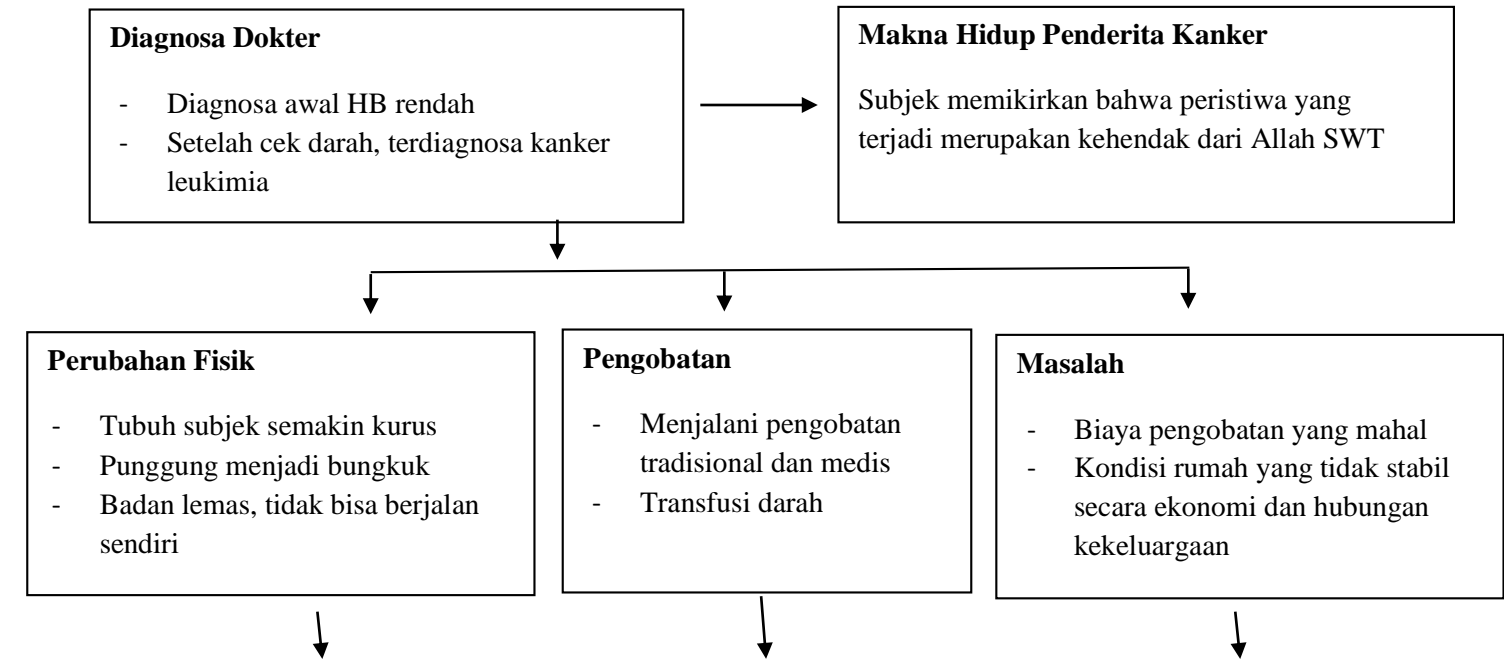 Diagnosa Dokter
- Diagnosa awal HB rendah
- Setelah cek darah, terdiagnosa kanker
leukimia
Makna Hidup Penderita Kanker
Subjek memikirkan bahwa peristiwa yang
terjadi merupakan kehendak dari Allah SWT
Perubahan Fisik
- Tubuh subjek semakin kurus
- Punggung menjadi bungkuk
- Badan lemas, tidak bisa berjalan
sendiri
Pengobatan
- Menjalani pengobatan
tradisional dan medis
- Transfusi darah
Masalah
- Biaya pengobatan yang mahal
- Kondisi rumah yang tidak stabil
secara ekonomi dan hubungan
kekeluargaan